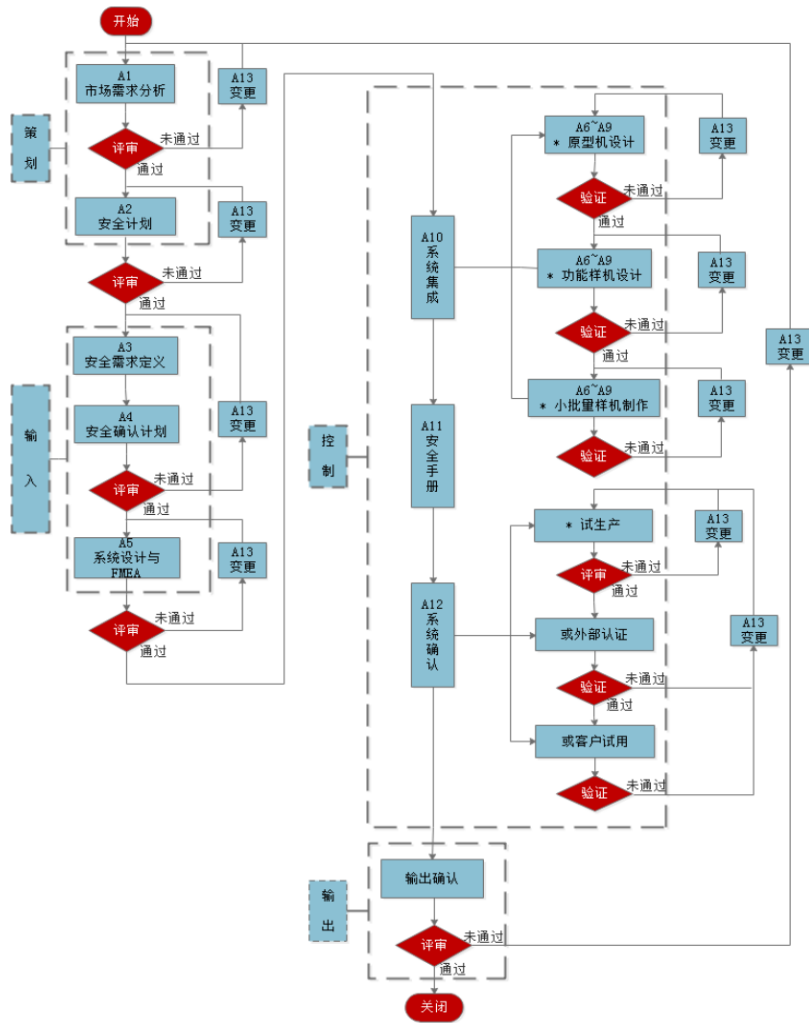 开始
A1
市场需求分析
A13
变更
评审
未通过
通过
策
划
A2
安全计划
A13
变更
评审
未通过
通过
A3
安全需求定义
A4
安全确认计划
A13
变更
输
入
评审
未通过
通过
A5
系统设计与
FMEA
A13
变更
评审
未通过
通过
A6~A9
* 原型机设计
A13
变更
验证
未通过
通过
A10
系
统
集
成
A6~A9
* 功能样机设计
A13
变更
验证
未通过
通过
A13
变更
A6~A9
* 小批量样机制作
A13
变更
A11
安
全
手
册
控
制
验证
未通过
* 试生产
A13
变更
评审
未通过
通过
A12
系
统
确
认
或外部认证
A13
变更
验证
未通过
通过
或客户试用
验证
未通过
输出确认
输
出
评审
未通过
通过
关闭